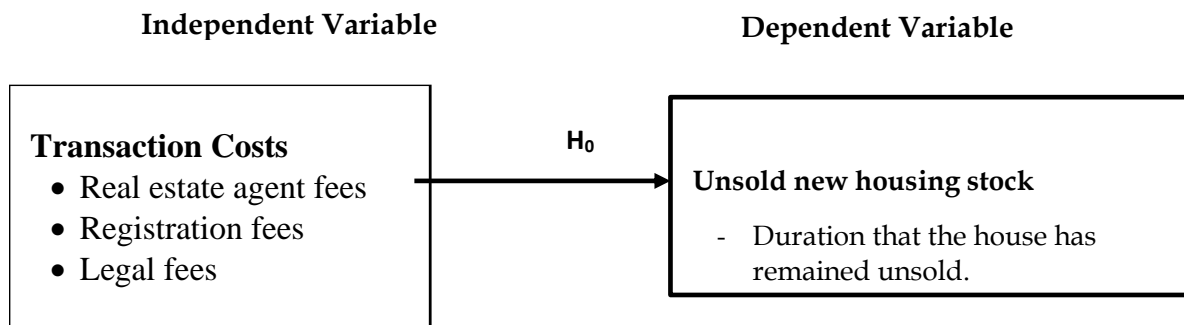 Independent Variable
Dependent Variable
Transaction Costs
• Real estate agent fees
• Registration fees
• Legal fees
H₀
Unsold new housing stock
- Duration that the house has
remained unsold.